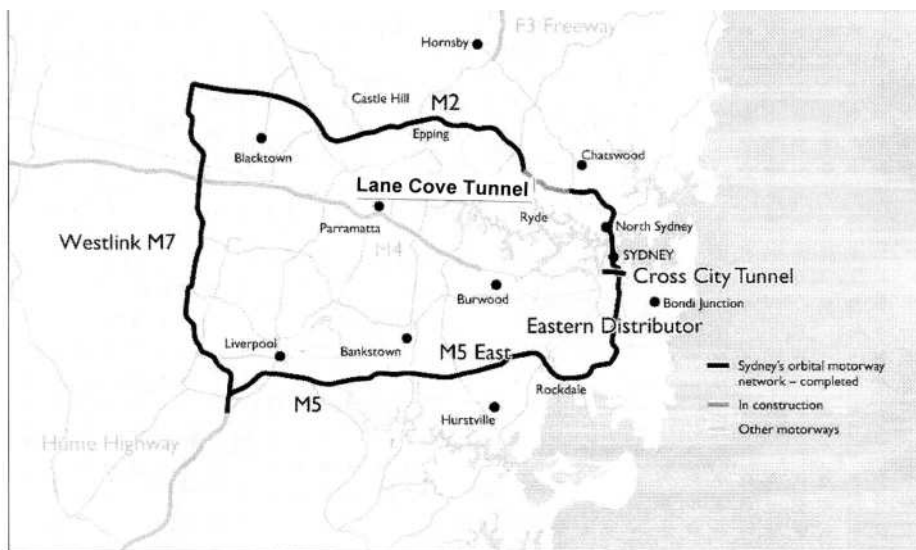 F3 Freeway
Hornsby
Castle Hill
M2
Epping
Blacktown
Chatswood
Lane Cove Tunnel
Ryde
Parramatta
North Sydney
Westlink M7
M4
SYDNEY
Cross City Tunnel
Burwood
Bondi Junction
Eastern Distributor
Liverpool
Bankstown
M5 East
Sydney's orbital motorway
network – completed
Rockdale
M5
In construction
Hurstville
Other motorways
Hume Highway